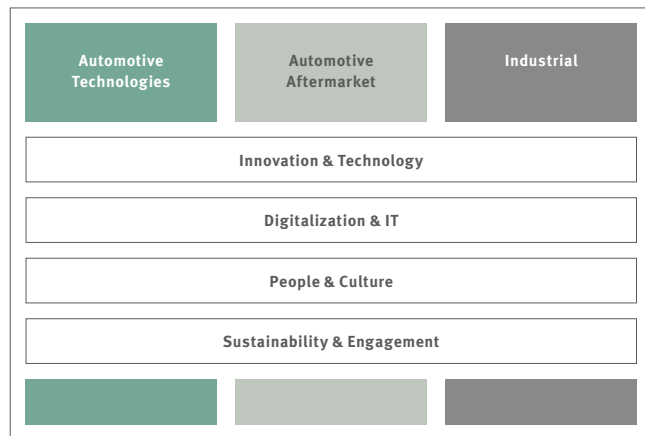 Automotive
Technologies
Automotive
Aftermarket
Industrial
Innovation & Technology
Digitalization & IT
People & Culture
Sustainability & Engagement